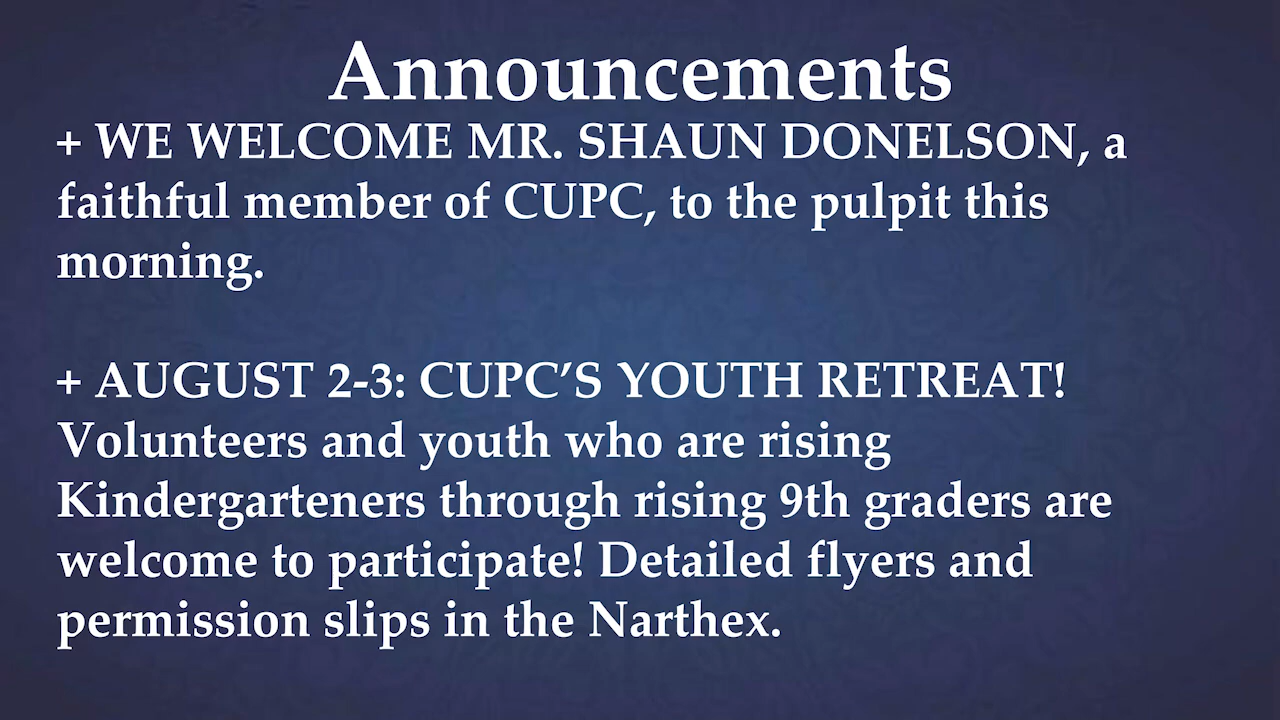 Announcements
+ WE WELCOME MR. SHAUN DONELSON, a
faithful member of CUPC, to the pulpit this
morning.
+ AUGUST 2-3: CUPC’S YOUTH RETREAT!
Volunteers and youth who are rising
Kindergarteners through rising 9th graders are
welcome to participate! Detailed flyers and
permission slips in the Narthex.